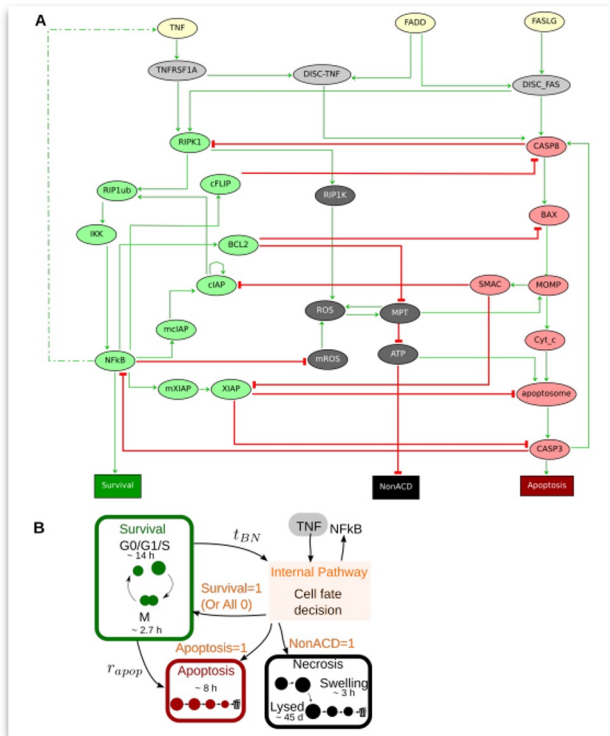 A
TNF
FADD
FASLG
TNFRSF1A
DISC-TNF
DISC_FAS
RIPK1
CASP8
RIP1ub
cFLIP
RIP1K
BAX
IKK
BCL2
cIAP
SMAC
MOMP
ROS
MPT
mcIAP
Cyt_c
NFkB
mROS
ATP
mXIAP
XIAP
apoptosome
CASP3
Survival
NonACD
Apoptosis
B
Survival
G0/G1/S
~ 14 h
M
~ 2.7 h
tBN
TNF
NFkB
Internal Pathway
Cell fate
decision
Survival=1
(Or All 0)
Apoptosis=1
NonACD=1
rapop
Apoptosis
~ 8 h
Necrosis
Swelling
~ 3 h
Lysed
~ 45 d